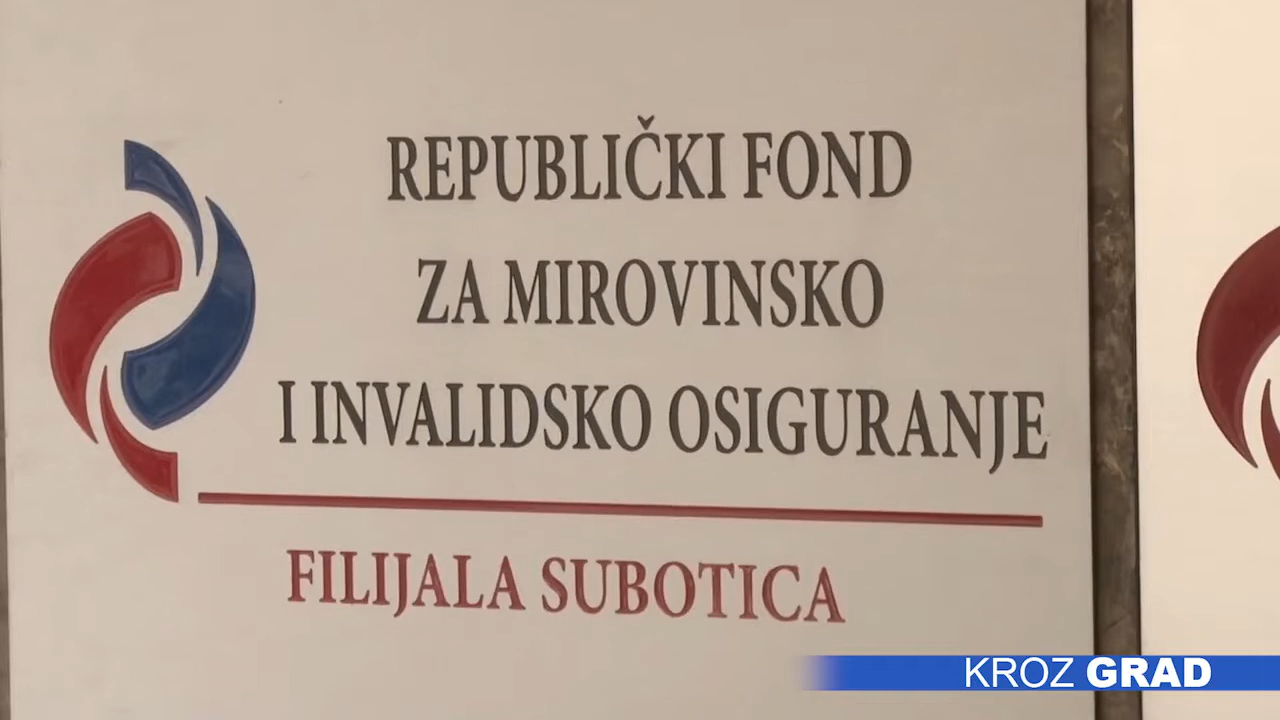 REPUBLIČKI FOND
ZA MIROVINSKO
I INVALIDSKO OSIGURANJE
FILIJALA SUBOTICA
KROZ GRAD